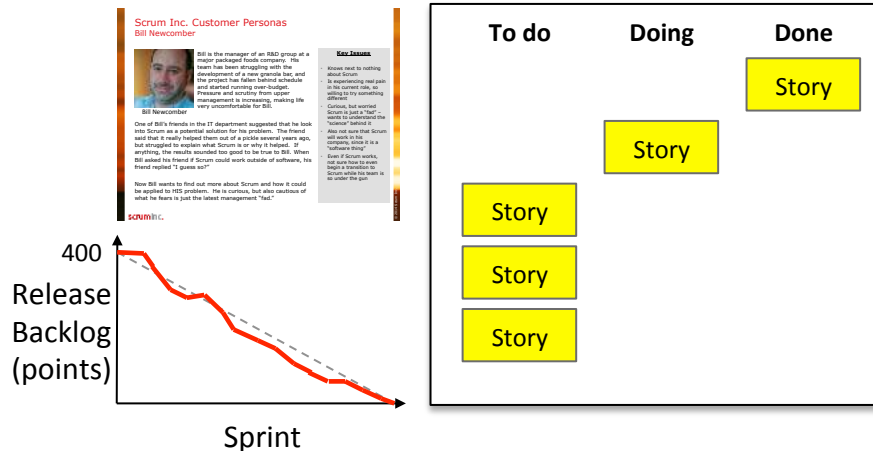 Scrum Inc. Customer Personas
Bill Newcomber
Bill is the manager of an R&D group at a
major packaged foods company. His
team has been struggling with the
development of a new granola bar, and
the project has fallen behind schedule
and started running over-budget.
Pressure and scrutiny from upper
management is increasing, making life
very uncomfortable for Bill.
Bill Newcomber
One of Bill's friends in the IT department suggested that he look
into Scrum as a potential solution for his problem. The friend
said that it really helped them out of a pickle several years ago,
but struggled to explain what Scrum is or why it helped. If
anything, the results sounded too good to be true to Bill. When
Bill asked his friend if Scrum could work outside of software, his
friend replied "I guess so?"
Now Bill wants to find out more about Scrum and how it could
be applied to HIS problem. He is curious, but also cautious of
what he fears is just the latest management "fad."
Key Issues
- Knows next to nothing
about Scrum
- Is experiencing real pain
in his current role, so
willing to try something
different
- Curious, but worried
Scrum is just a "fad" –
wants to understand the
"science" behind it
- Also not sure that Scrum
will work in his
company, since it is a
"software thing"
- Even if Scrum works,
not sure how to even
begin a transition to
Scrum while his team is
so under the gun
scruminc.
To do Doing Done
Story
Story
Story
Story
Story
400
Release
Backlog
(points)
Sprint